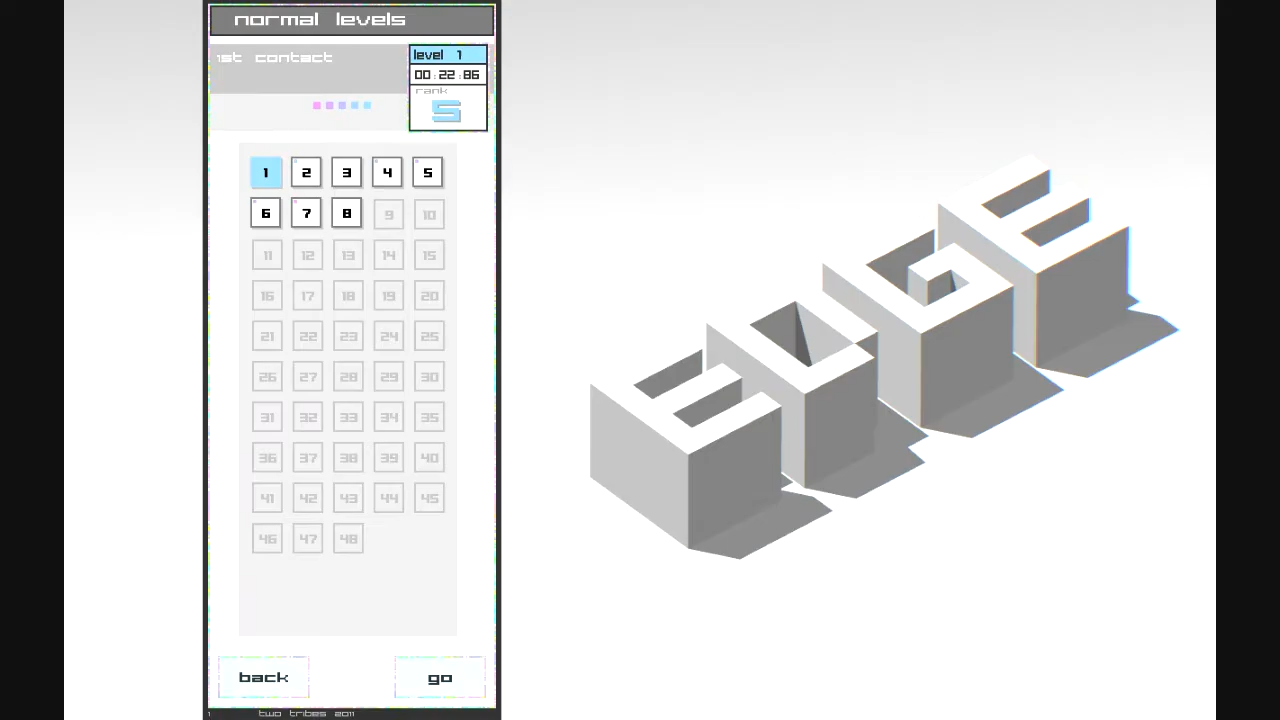 normal levels
1st contact
level 1
00:22:86
rank
S
1 2 3 4 5
6 7 8 9 10
11 12 13 14 15
16 17 18 19 20
21 22 23 24 25
26 27 28 29 30
31 32 33 34 35
36 37 38 39 40
41 42 43 44 45
46 47 48
back go
1 two tribes 2011
EDGE